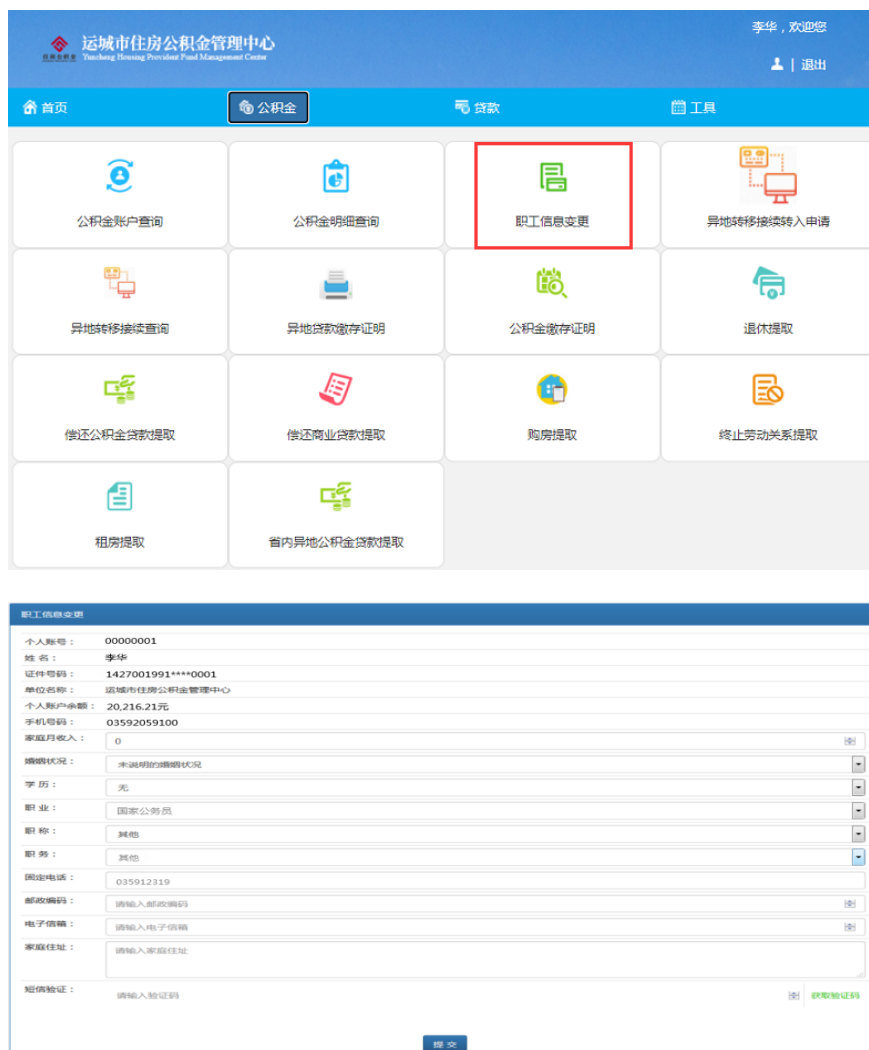 李华，欢迎您
运城市住房公积金管理中心
Yuncheng Housing Provident Fund Management Center
退出
首页 公积金 贷款 工具
公积金账户查询 公积金明细查询 职工信息变更 异地转移接续转入申请
异地转移接续查询 异地贷款缴存证明 公积金缴存证明 退休提取
偿还公积金贷款提取 偿还商业贷款提取 购房提取 终止劳动关系提取
租房提取 省内异地公积金贷款提取
职工信息变更
个人账号： 00000001
姓 名： 李华
证件号码： 1427001991****0001
单位名称： 运城市住房公积金管理中心
个人账户余额： 20,216.21元
手机号码： 03592059100
家庭月收入： 0
婚姻状况： 未说明的婚姻状况
学 历： 无
职 业： 国家公务员
职 称： 其他
职 务： 其他
固定电话： 035912319
邮政编码： 请输入邮政编码
电子信箱： 请输入电子信箱
家庭住址： 请输入家庭住址
短信验证： 请输入验证码 获取验证码
提 交